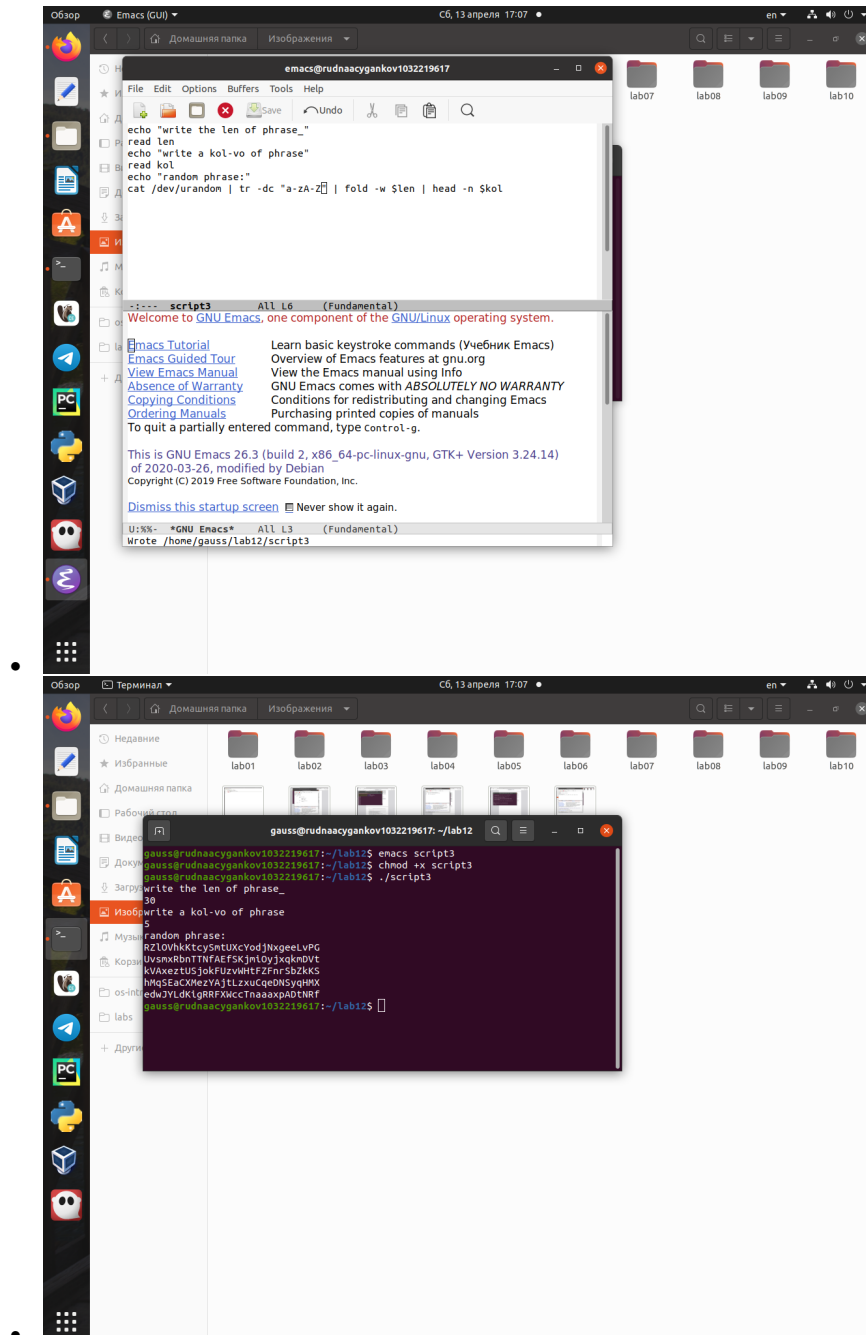 Обзор Emacs (GUI) Сб, 13 апреля 17:07 en
Домашняя папка Изображения
emacs@rudnaacygankov1032219617
lab07 lab08 lab09 lab10
File Edit Options Buffers Tools Help
Save Undo
echo "write the len of phrase_"
read len
echo "write a kol-vo of phrase"
read kol
echo "random phrase:"
cat /dev/urandom | tr -dc "a-zA-Z" | fold -w $len | head -n $kol
-:--- script3 All L6 (Fundamental)
Welcome to GNU Emacs, one component of the GNU/Linux operating system.
Emacs Tutorial Learn basic keystroke commands (Учебник Emacs)
Emacs Guided Tour Overview of Emacs features at gnu.org
View Emacs Manual View the Emacs manual using Info
Absence of Warranty GNU Emacs comes with ABSOLUTELY NO WARRANTY
Copying Conditions Conditions for redistributing and changing Emacs
Ordering Manuals Purchasing printed copies of manuals
To quit a partially entered command, type Control-g.
This is GNU Emacs 26.3 (build 2, x86_64-pc-linux-gnu, GTK+ Version 3.24.14)
of 2020-03-26, modified by Debian
Copyright (C) 2019 Free Software Foundation, Inc.
Dismiss this startup screen Never show it again.
U:%%- *GNU Emacs* All L3 (Fundamental)
Wrote /home/gauss/lab12/script3
Обзор Терминал Сб, 13 апреля 17:07 en
Домашняя папка Изображения
Недавние
Избранные
Домашняя папка
Рабочий стол
lab01 lab02 lab03 lab04 lab05 lab06 lab07 lab08 lab09 lab10
gauss@rudnaacygankov1032219617: ~/lab12
gauss@rudnaacygankov1032219617:~/lab12$ emacs script3
gauss@rudnaacygankov1032219617:~/lab12$ chmod +x script3
gauss@rudnaacygankov1032219617:~/lab12$ ./script3
write the len of phrase_
30
write a kol-vo of phrase
5
random phrase:
RZlOVhkKtcySmtUXcYodjNxgeeLvPG
UvsmxRbnTTNfAEfSKjmiOyjxqkmDVt
kVAxeztUSjokFUzvWHtFZFnrSbZkKS
hMqSEaCXMezYAjtLzxuCqeDNSyqHMX
edwJYLdKigRRFXWccTnaaaxpADtNRf
gauss@rudnaacygankov1032219617:~/lab12$
os-int
labs
Други
PC
PC